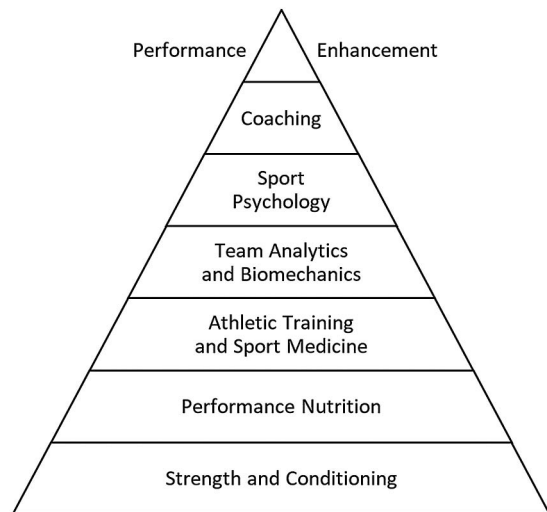 Performance Enhancement
Coaching
Sport
Psychology
Team Analytics
and Biomechanics
Athletic Training
and Sport Medicine
Performance Nutrition
Strength and Conditioning